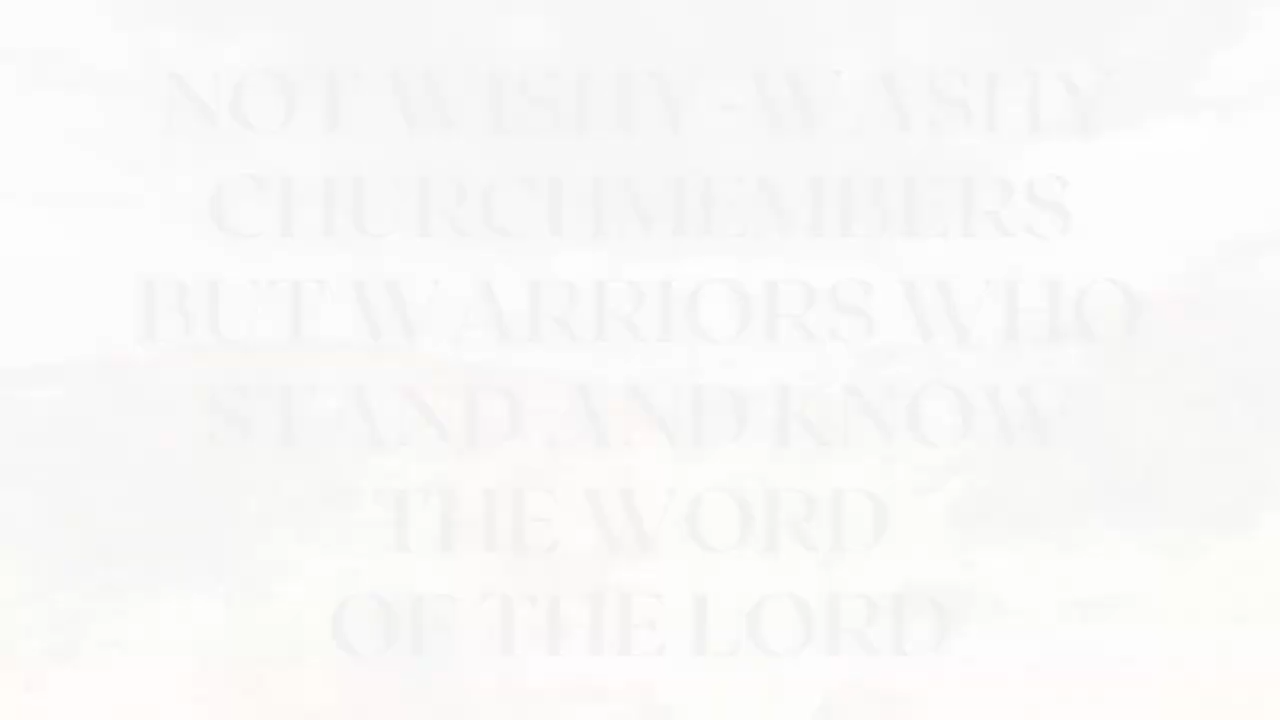 NOT WISHY-WASHY
CHURCHMEMBERS
BUT WARRIORS WHO
STAND AND KNOW
THE WORD
OF THE LORD